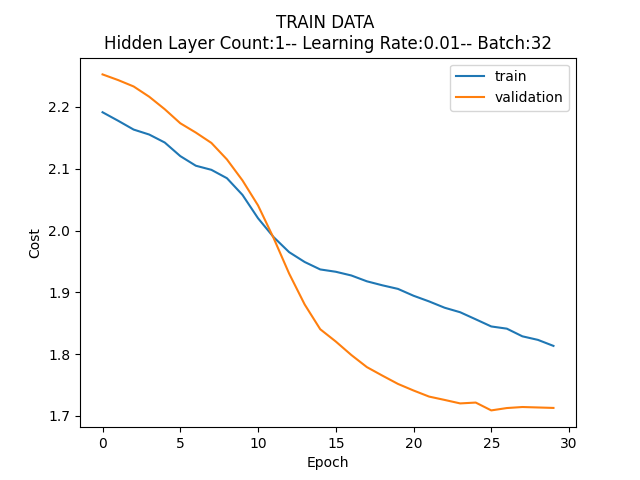 TRAIN DATA
Hidden Layer Count:1-- Learning Rate:0.01-- Batch:32
train
validation
2.2
2.1
2.0
1.9
1.8
1.7
Cost
0 5 10 15 20 25 30
Epoch